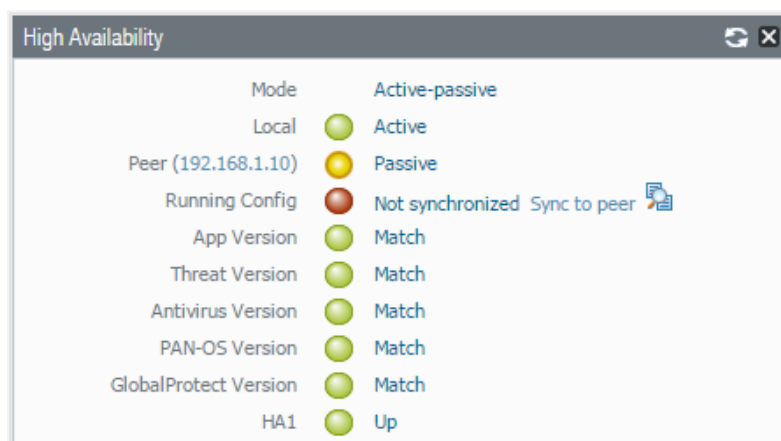 High Availability
Mode Active-passive
Local Active
Peer (192.168.1.10) Passive
Running Config Not synchronized Sync to peer
App Version Match
Threat Version Match
Antivirus Version Match
PAN-OS Version Match
GlobalProtect Version Match
HA1 Up